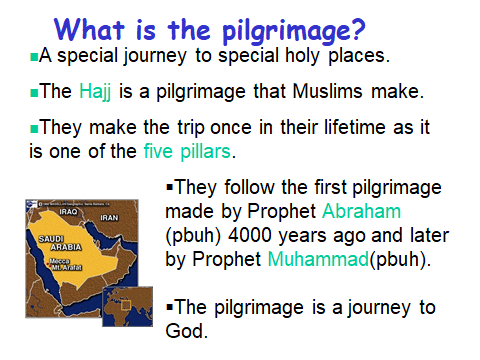 What is the pilgrimage?
▪A special journey to special holy places.
▪The Hajj is a pilgrimage that Muslims make.
▪They make the trip once in their lifetime as it
is one of the five pillars.
▪They follow the first pilgrimage
made by Prophet Abraham
(pbuh) 4000 years ago and later
by Prophet Muhammad(pbuh).
▪The pilgrimage is a journey to
God.
IRAQ
IRAN
SAUDI
ARABIA
Mecca
Mt. Arafat